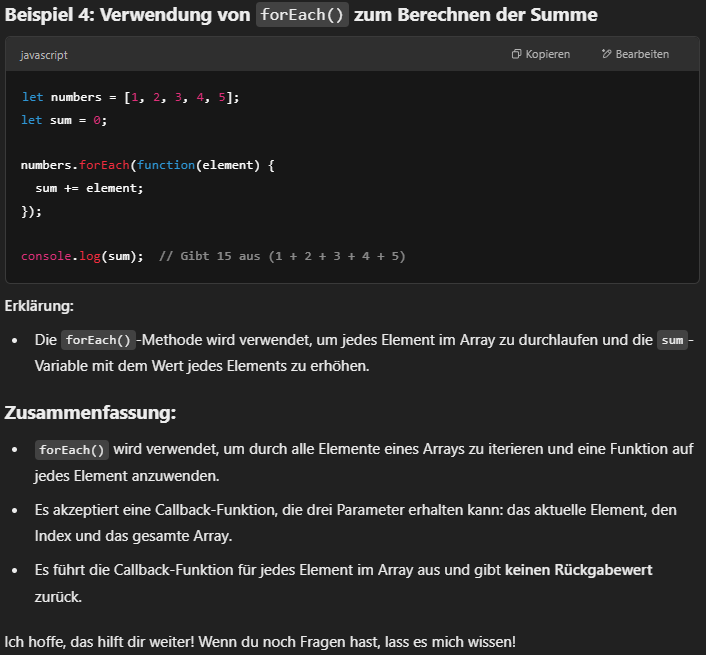 Beispiel 4: Verwendung von forEach() zum Berechnen der Summe
javascript
Kopieren
Bearbeiten
let numbers = [1, 2, 3, 4, 5];
let sum = 0;
numbers.forEach(function(element) {
  sum += element;
});
console.log(sum);  // Gibt 15 aus (1 + 2 + 3 + 4 + 5)
Erklärung:
• Die forEach()-Methode wird verwendet, um jedes Element im Array zu durchlaufen und die sum-
Variable mit dem Wert jedes Elements zu erhöhen.
Zusammenfassung:
• forEach() wird verwendet, um durch alle Elemente eines Arrays zu iterieren und eine Funktion auf
jedes Element anzuwenden.
• Es akzeptiert eine Callback-Funktion, die drei Parameter erhalten kann: das aktuelle Element, den
Index und das gesamte Array.
• Es führt die Callback-Funktion für jedes Element im Array aus und gibt keinen Rückgabewert
zurück.
Ich hoffe, das hilft dir weiter! Wenn du noch Fragen hast, lass es mich wissen!